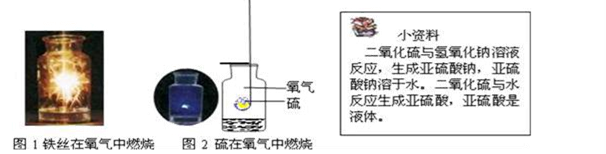 小资料
二氧化硫与氢氧化钠溶液
反应，生成亚硫酸钠，亚硫
酸钠溶于水。二氧化硫与水
反应生成亚硫酸，亚硫酸是
液体。
氧气
硫
图 1 铁丝在氧气中燃烧
图 2 硫在氧气中燃烧